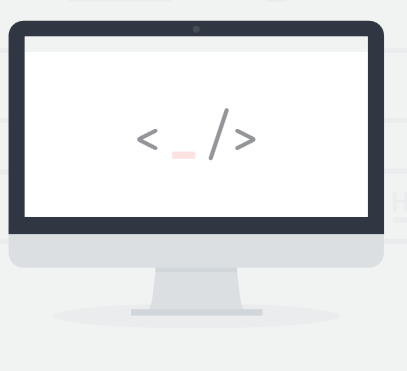 < _ />